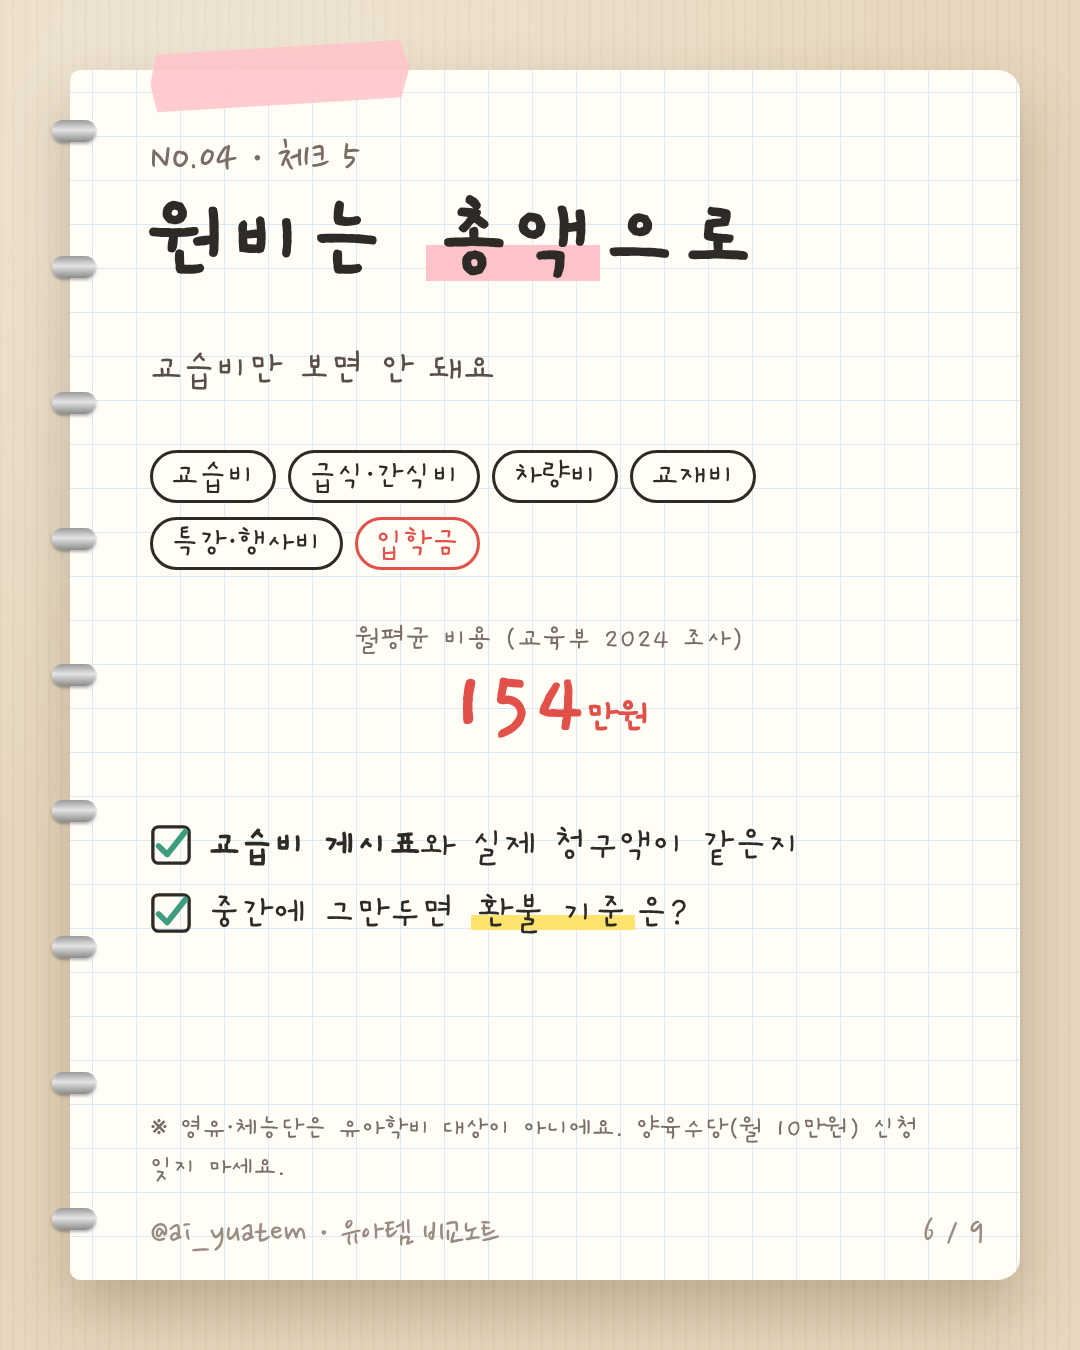 No.04 · 체크 5
원비는 총액으로
교습비만 보면 안 돼요
교습비 급식·간식비 차량비 교재비
특강·행사비 입학금
월평균 비용 (교육부 2024 조사)
154만원
교습비 게시표와 실제 청구액이 같은지
중간에 그만두면 환불 기준은?
※ 영유·체능단은 유아학비 대상이 아니에요. 양육수당(월 10만원) 신청
잊지 마세요.
@ai_yuatem · 유아템 비교노트
6 / 9